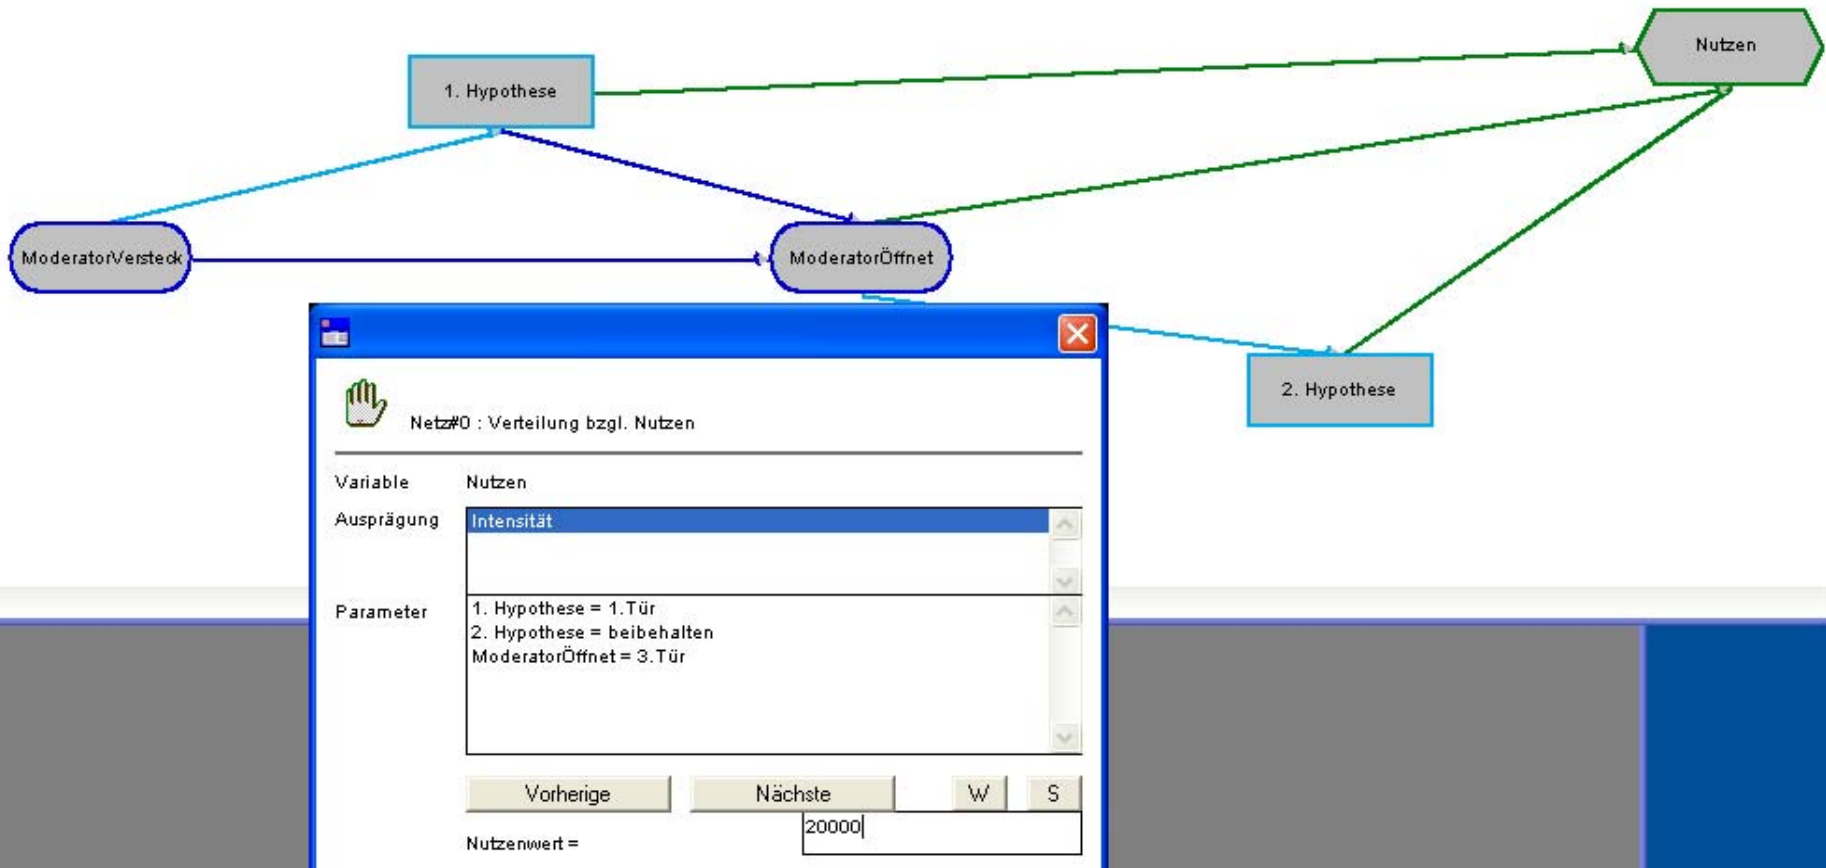 Nutzen
1. Hypothese
ModeratorVersteck
ModeratorÖffnet
2. Hypothese
Netz#0 : Verteilung bzgl. Nutzen
Variable Nutzen
Ausprägung Intensität
Parameter 1. Hypothese = 1.Tür
2. Hypothese = beibehalten
ModeratorÖffnet = 3.Tür
Vorherige Nächste W S
Nutzenwert = 20000